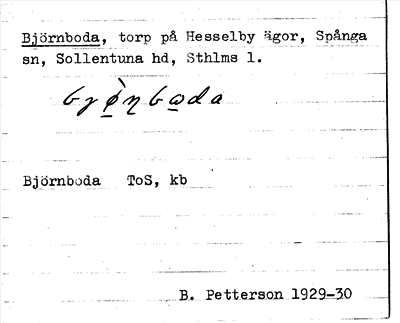 Björnboda, torp på Hesselby ägor, Spånga
sn, Sollentuna hd, Sthlms l.
Björnboda ToS, kb
B. Petterson 1929-30